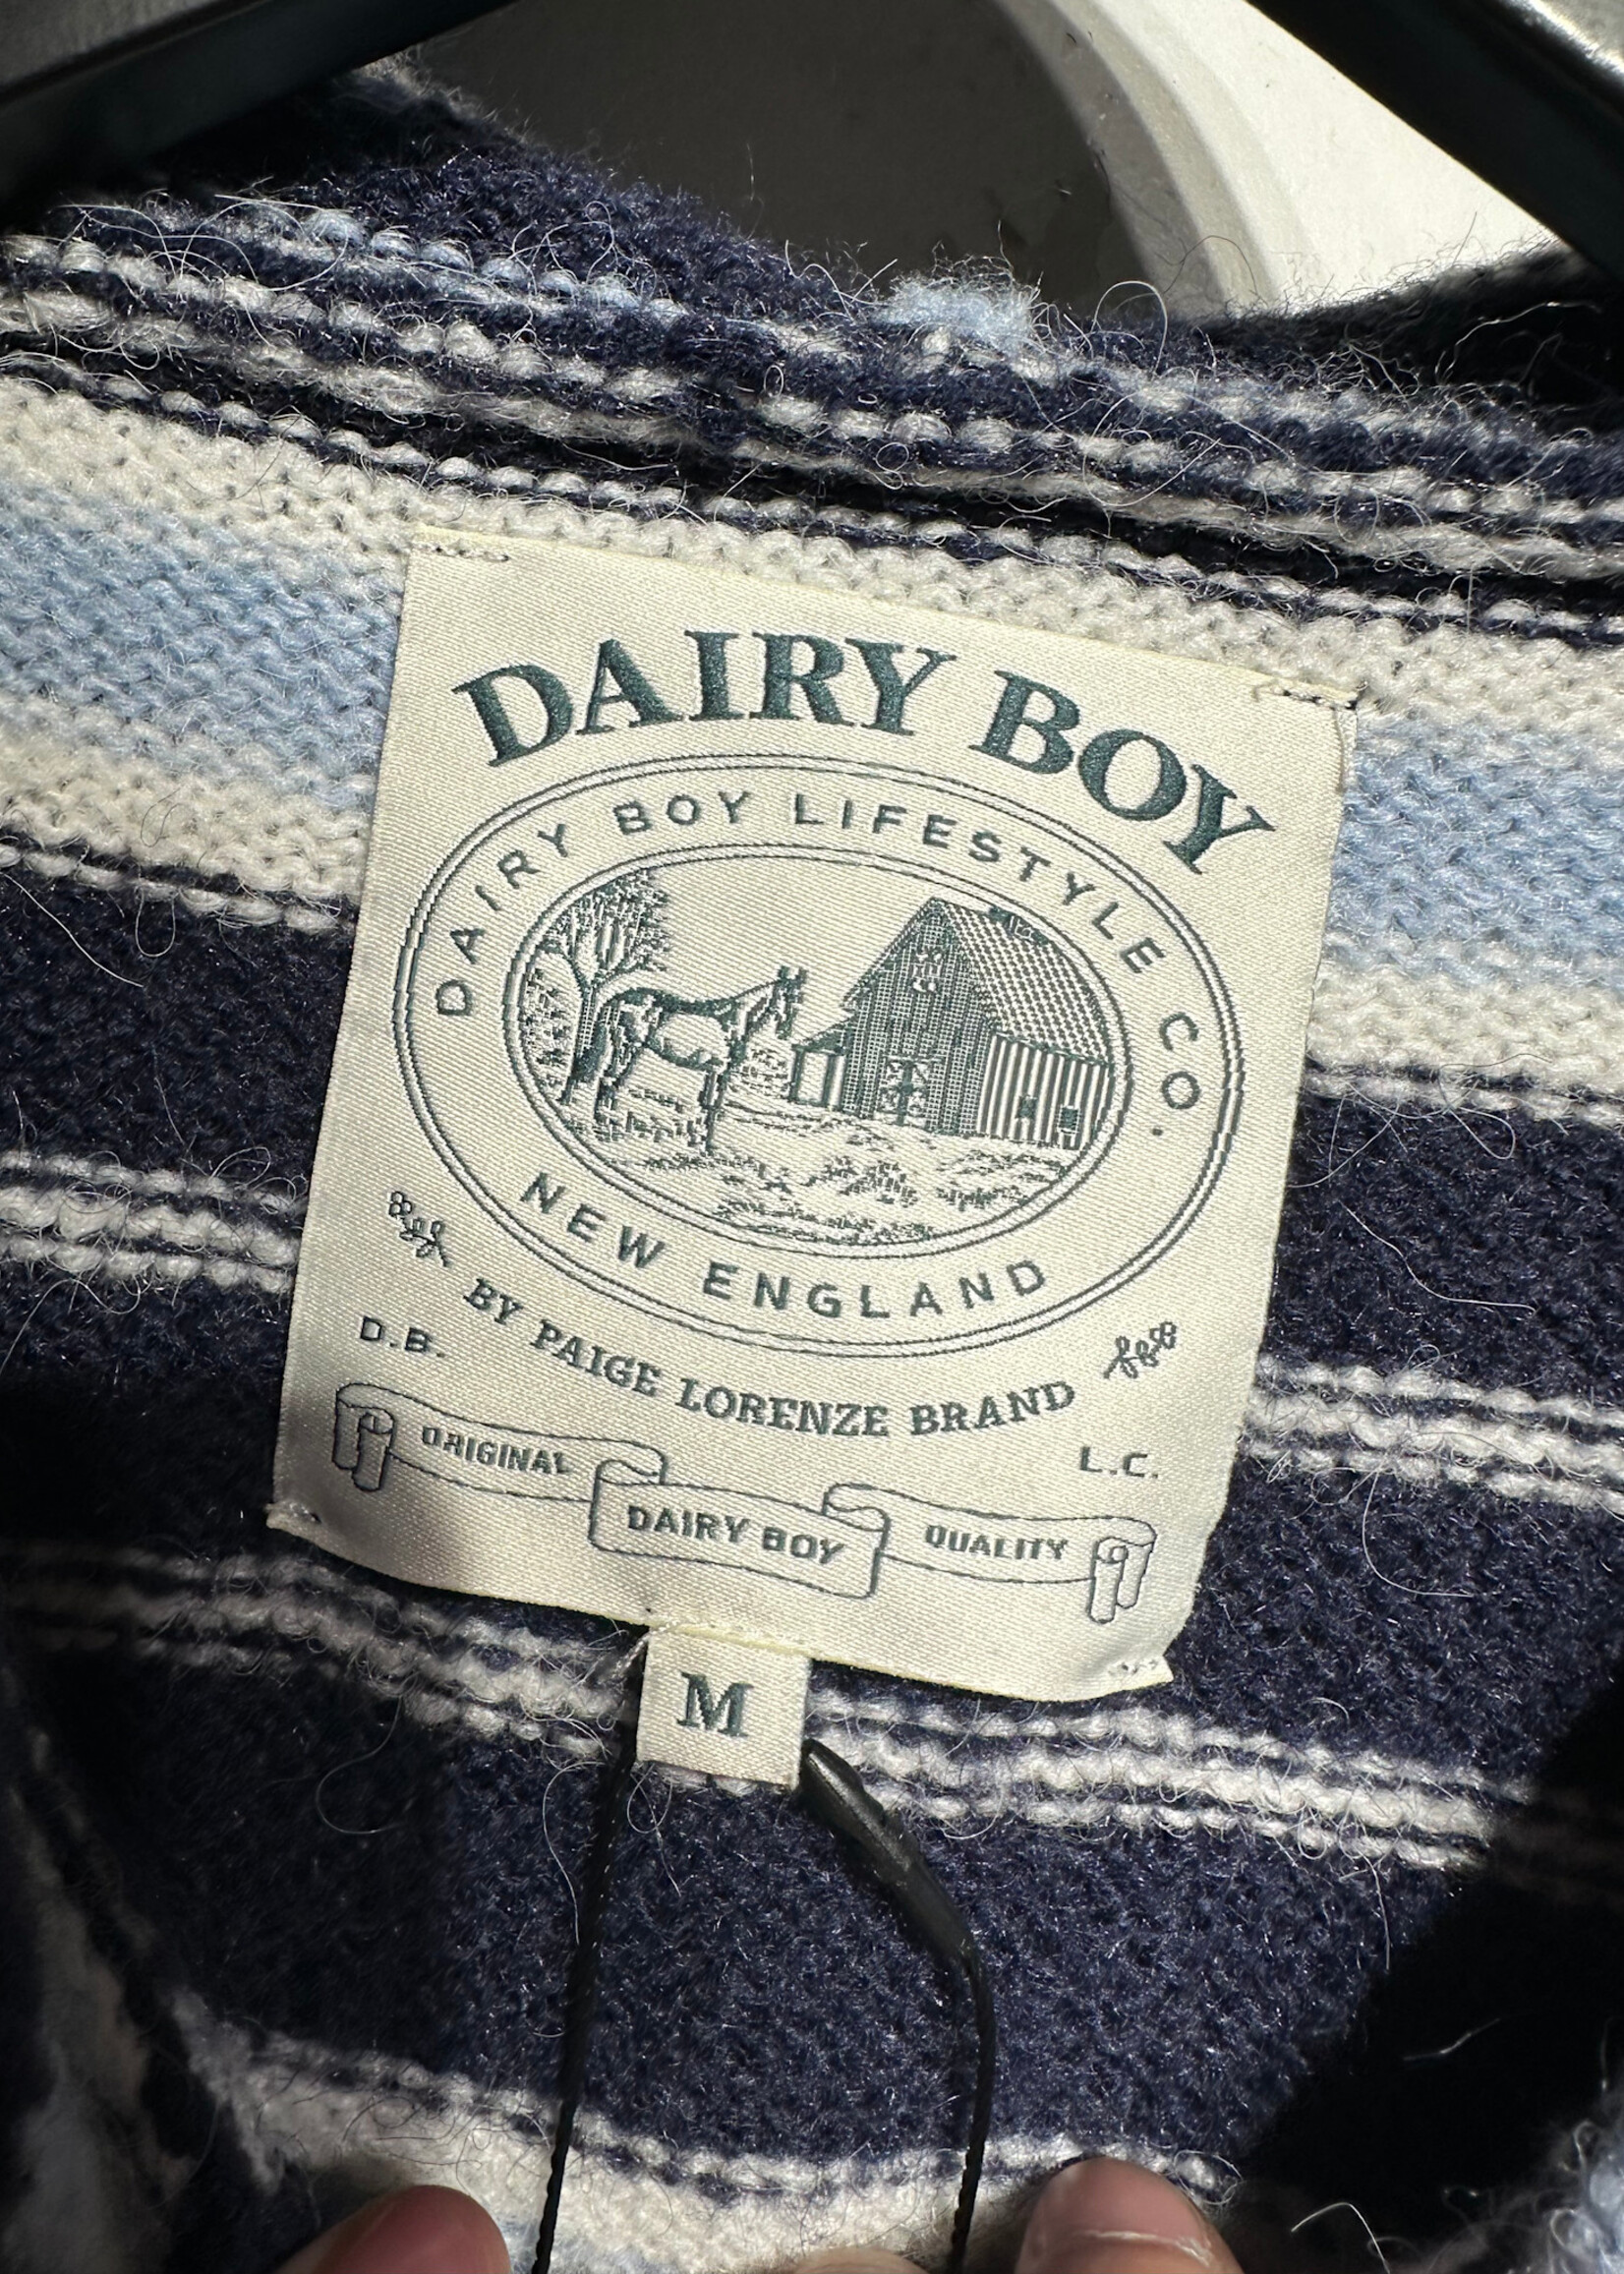 DAIRY BOY
DAIRY BOY LIFESTYLE CO.
NEW ENGLAND
BY PAIGE LORENZE BRAND
D.B.
L.C.
ORIGINAL
DAIRY BOY
QUALITY
M